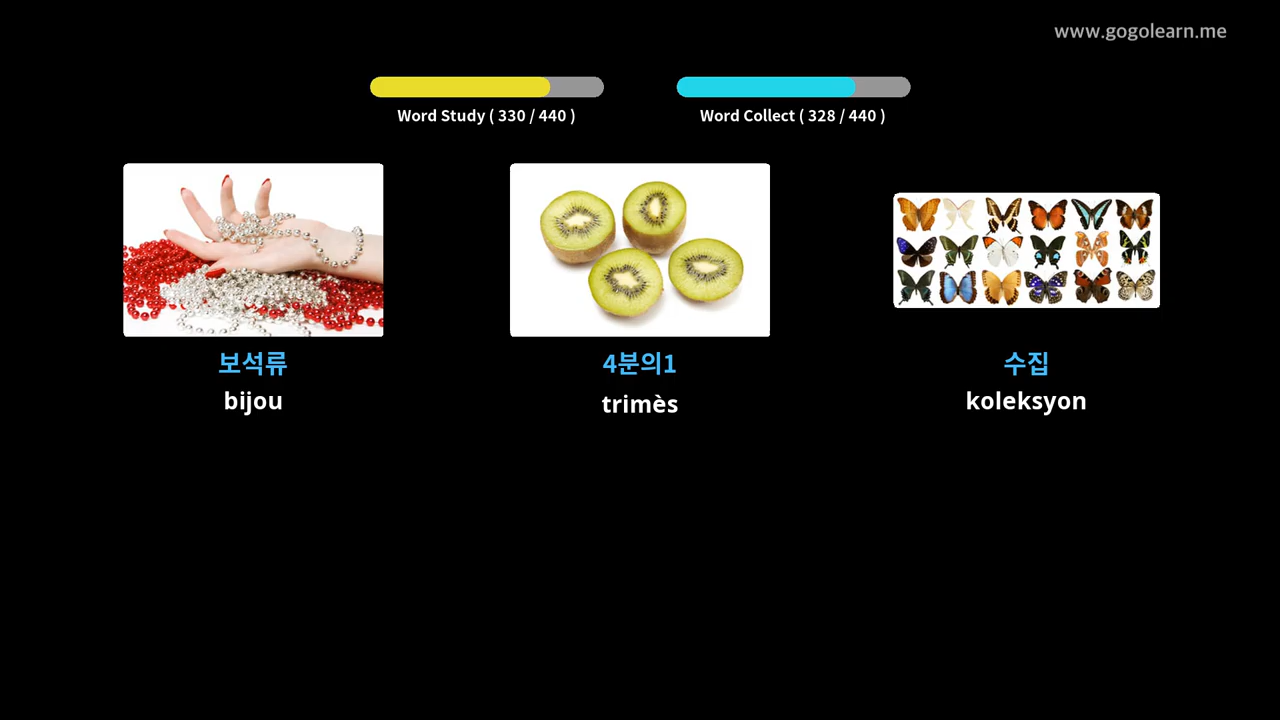 www.gogolearn.me
Word Study ( 330 / 440 )
Word Collect ( 328 / 440 )
보석류
4분의1
수집
bijou
trimès
koleksyon